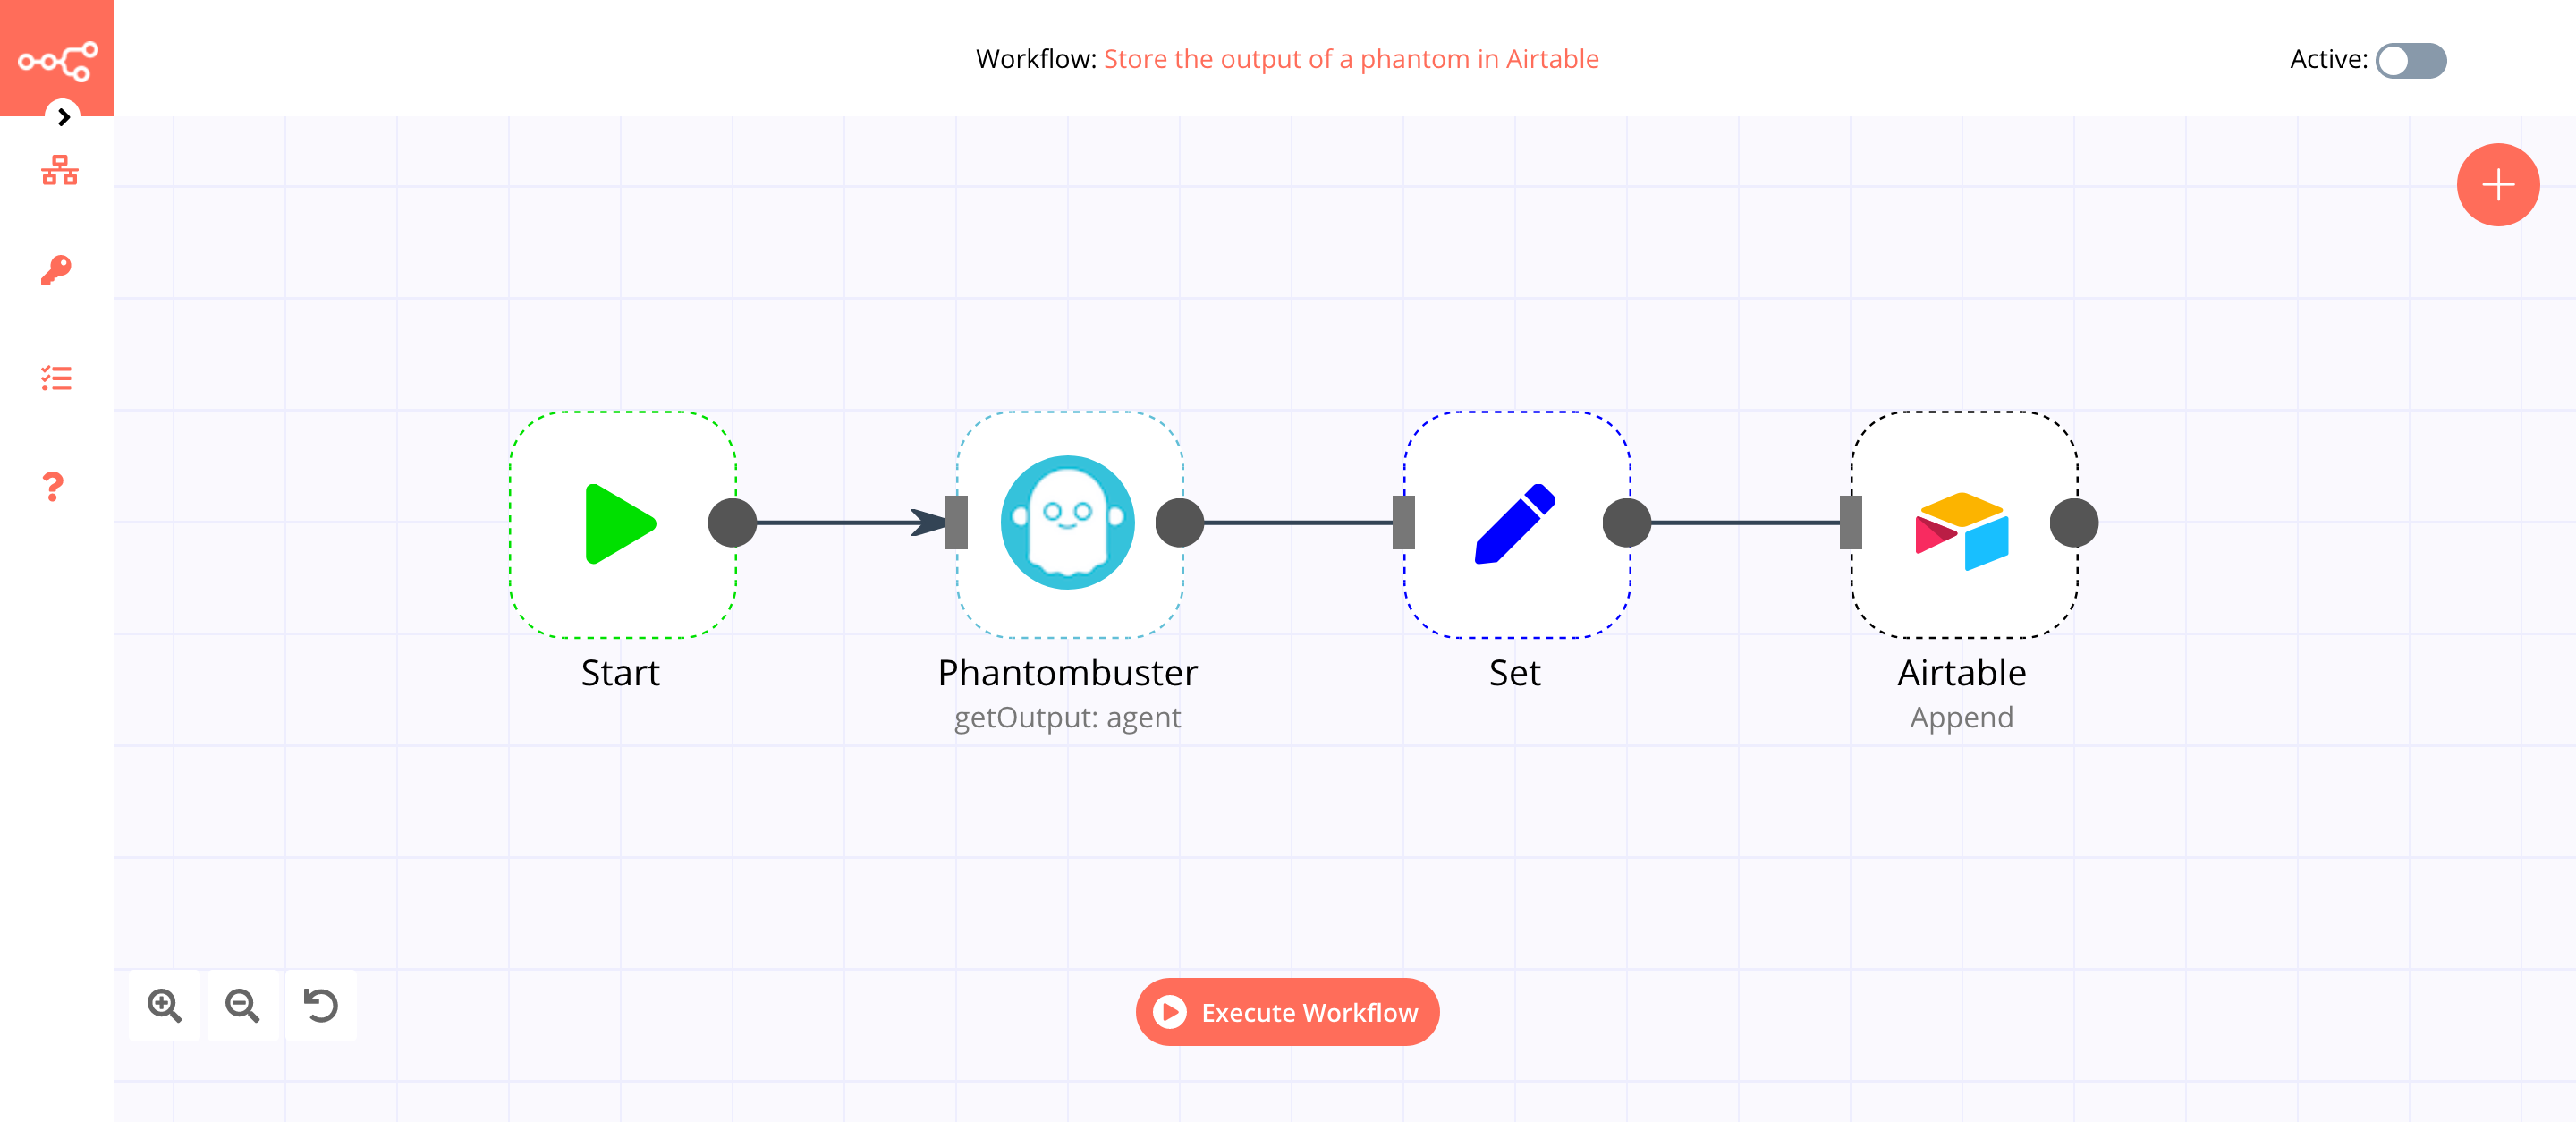 Workflow: Store the output of a phantom in Airtable
Active:
Start
Phantombuster
getOutput: agent
Set
Airtable
Append
Execute Workflow